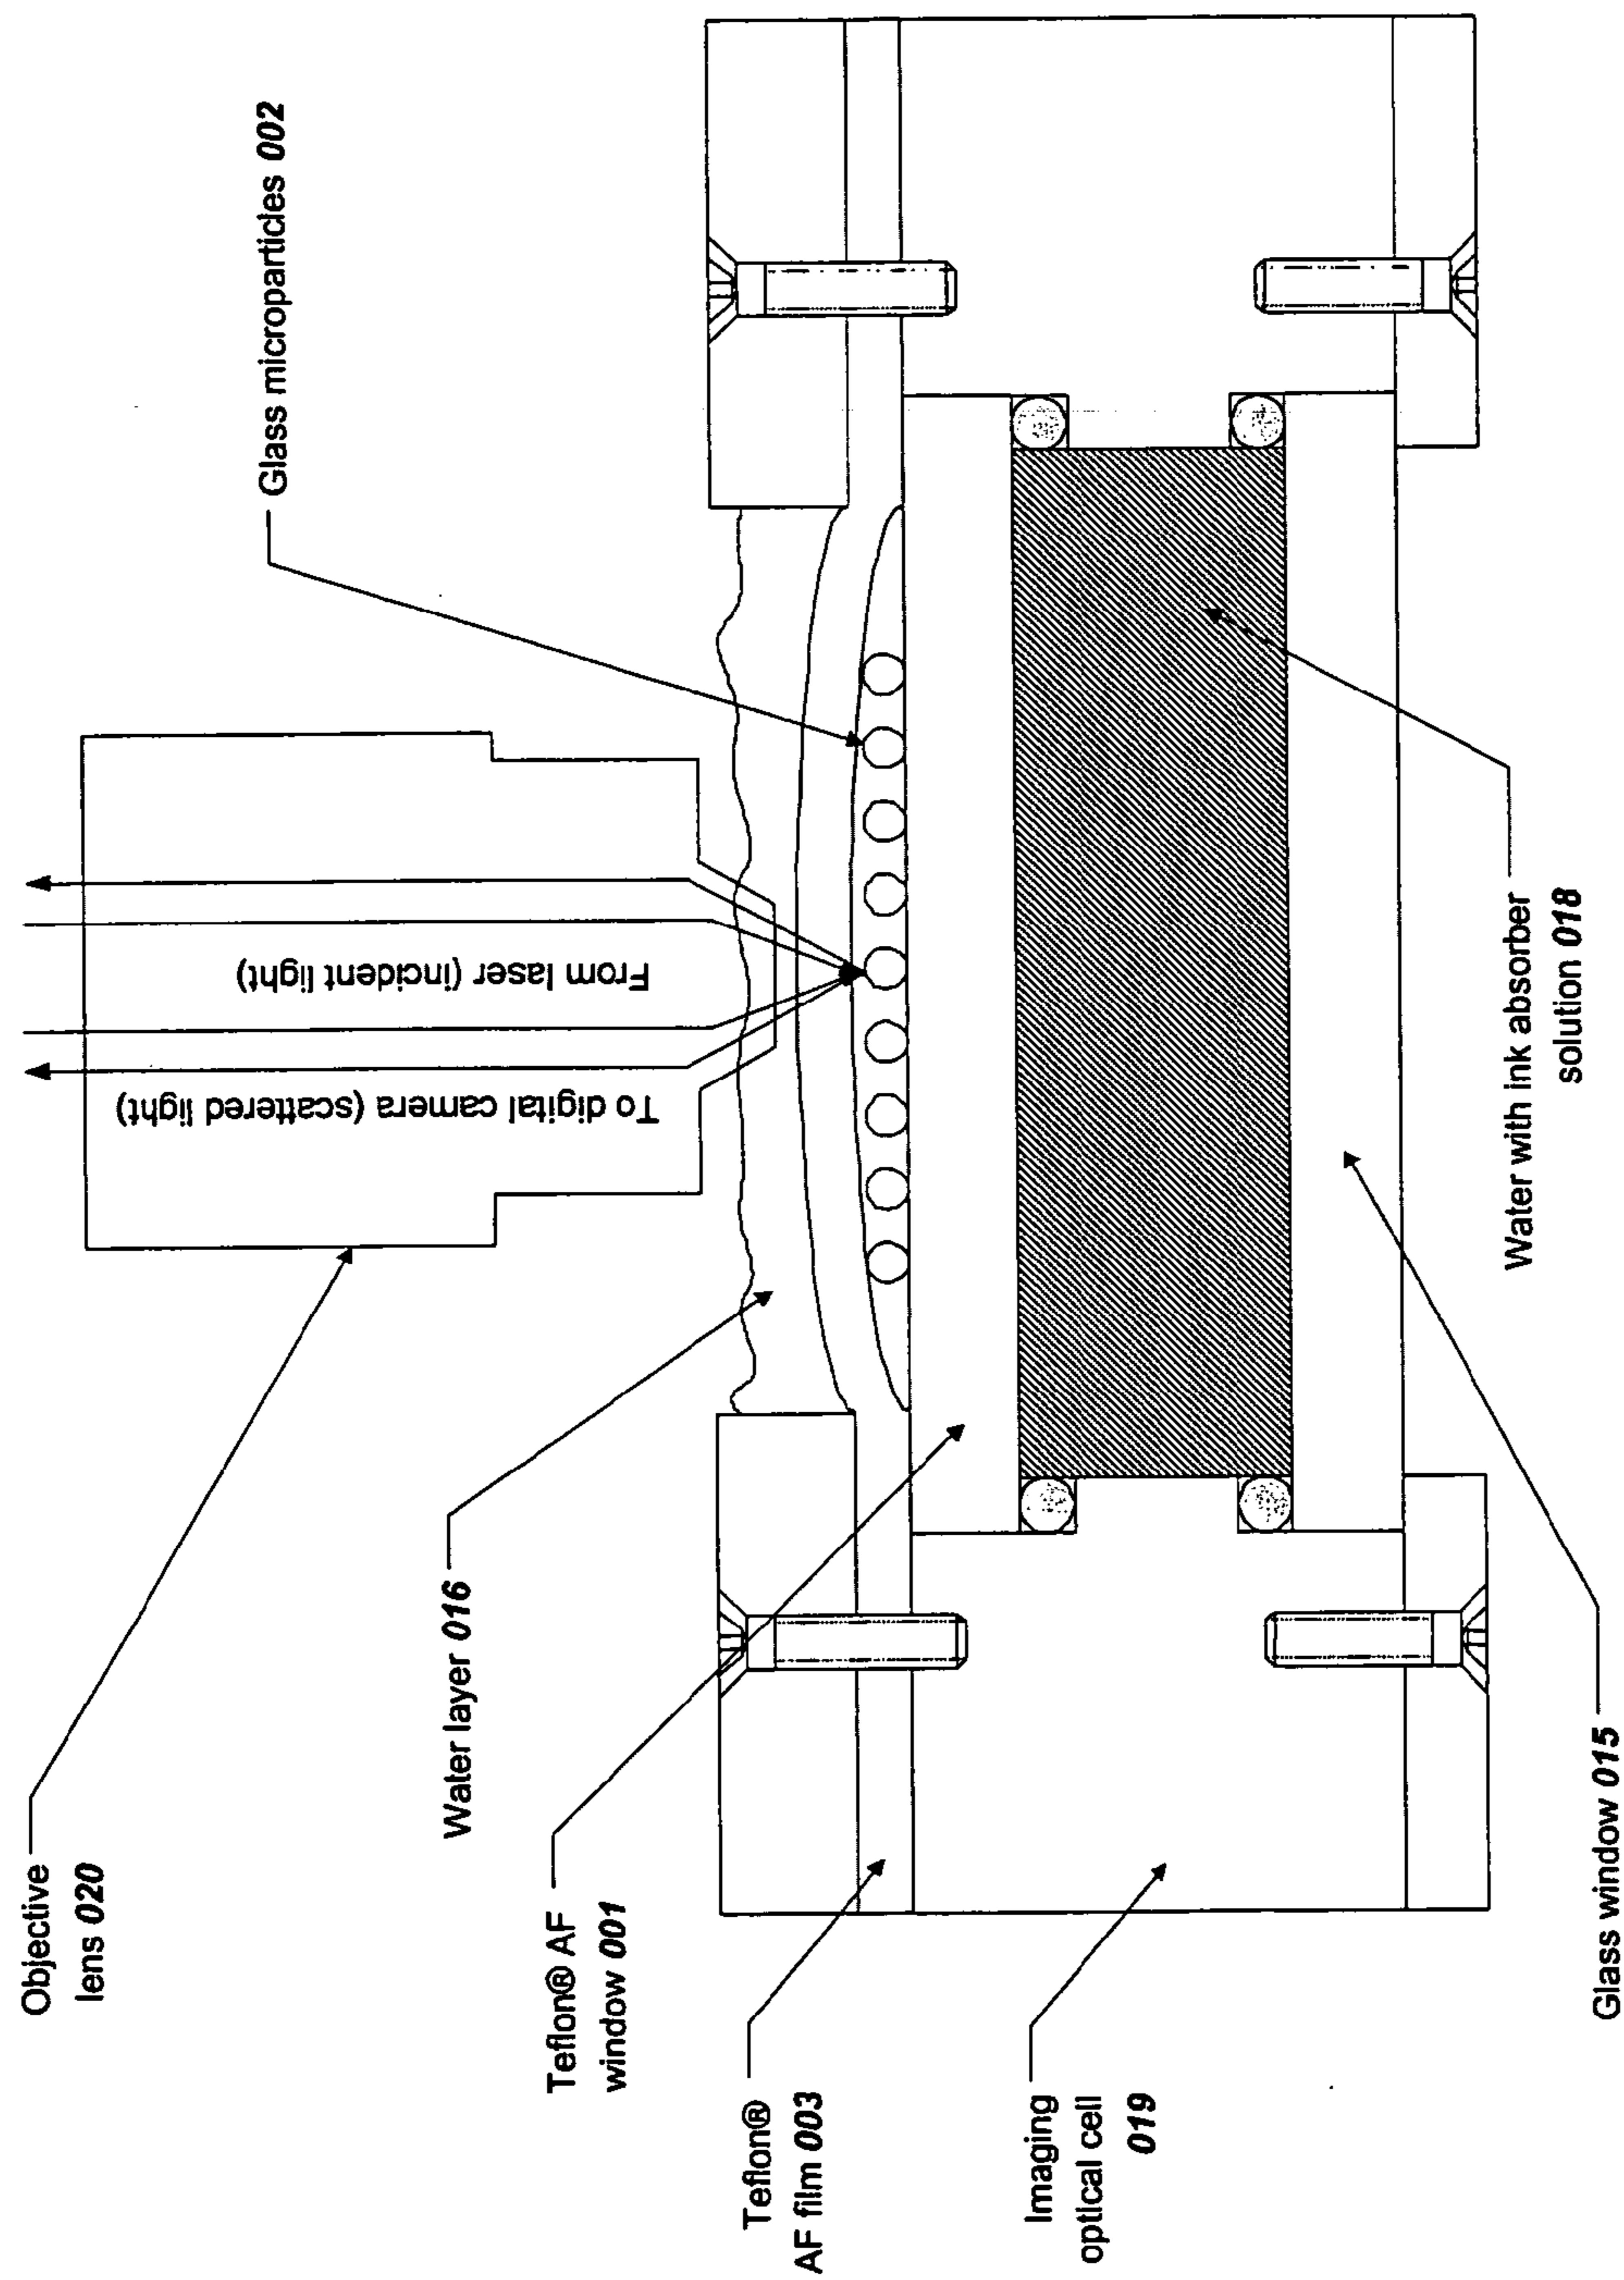 Objective
lens 020
Water layer 016
Teflon® AF
window 001
Teflon®
AF film 003
Imaging
optical cell
019
Glass window 015
Water with ink absorber
solution 018
Glass microparticles 002
To digital camera (scattered light)
From laser (incident light)